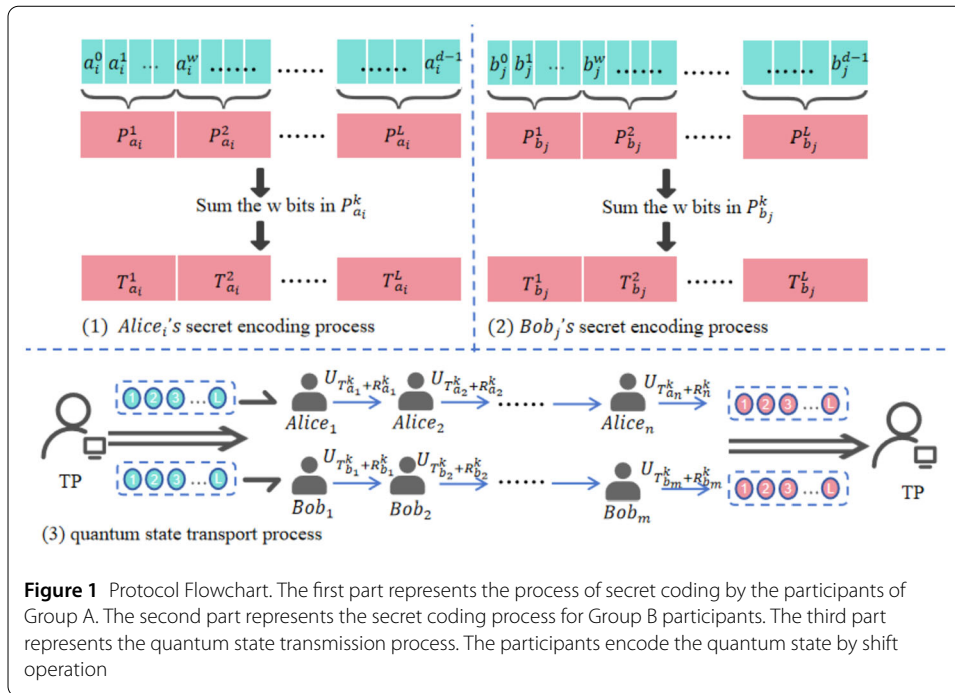 a_i^0 a_i^1 ... a_i^w ...... ...... ...... a_i^{d-1}
P_{a_i}^1 P_{a_i}^2 ...... P_{a_i}^L
Sum the w bits in P_{a_i}^k
T_{a_i}^1 T_{a_i}^2 ...... T_{a_i}^L
(1) Alice_i's secret encoding process
b_j^0 b_j^1 ... b_j^w ...... ...... ...... b_j^{d-1}
P_{b_j}^1 P_{b_j}^2 ...... P_{b_j}^L
Sum the w bits in P_{b_j}^k
T_{b_j}^1 T_{b_j}^2 ...... T_{b_j}^L
(2) Bob_j's secret encoding process
1 2 3 ... L U_{T_{a_1}^k+R_{a_1}^k} U_{T_{a_2}^k+R_{a_2}^k} ...... U_{T_{a_n}^k+R_n^k} 1 2 3 ... L
Alice_1 Alice_2 Alice_n
TP 1 2 3 ... L U_{T_{b_1}^k+R_{b_1}^k} U_{T_{b_2}^k+R_{b_2}^k} ...... U_{T_{b_m}^k+R_{b_m}^k} 1 2 3 ... L TP
Bob_1 Bob_2 Bob_m
(3) quantum state transport process
Figure 1 Protocol Flowchart. The first part represents the process of secret coding by the participants of
Group A. The second part represents the secret coding process for Group B participants. The third part
represents the quantum state transmission process. The participants encode the quantum state by shift
operation